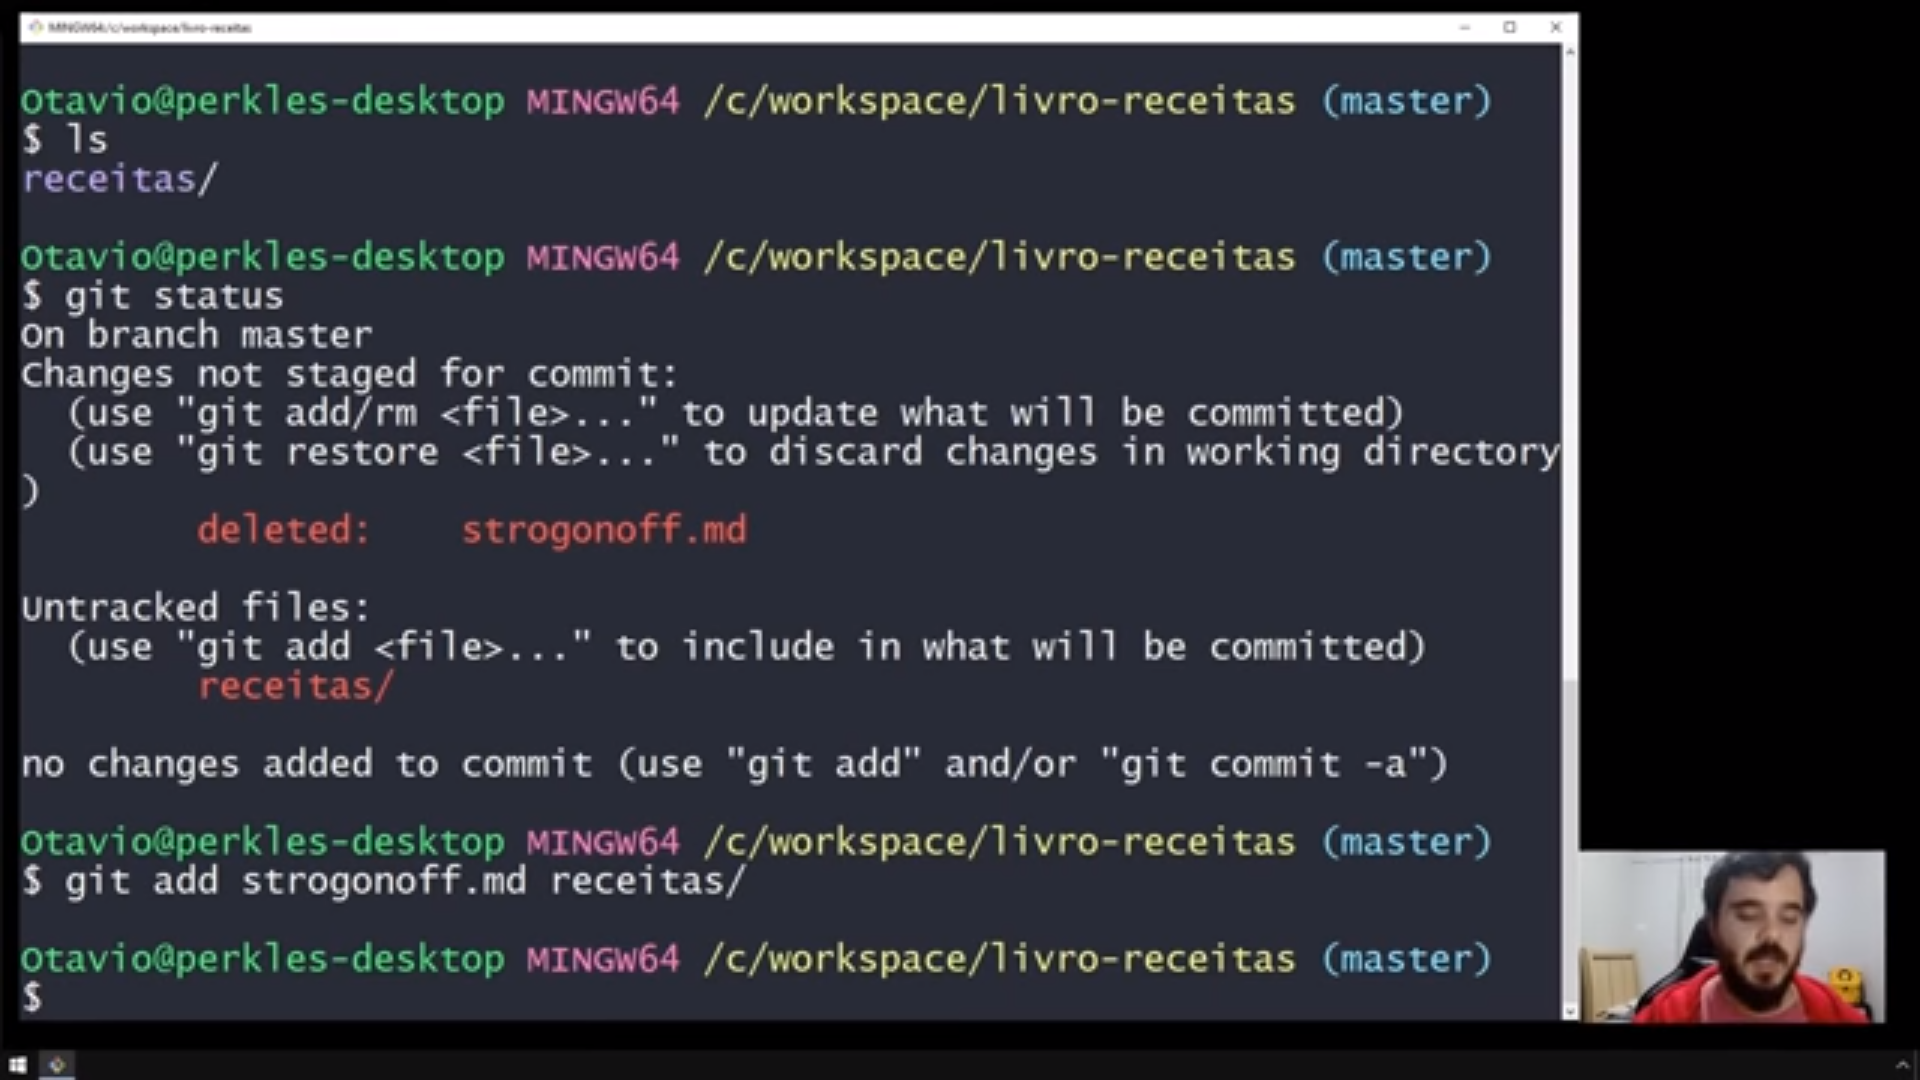 MINGW64:/c/workspace/livro-receitas
Otavio@perkles-desktop MINGW64 /c/workspace/livro-receitas (master)
$ ls
receitas/
Otavio@perkles-desktop MINGW64 /c/workspace/livro-receitas (master)
$ git status
On branch master
Changes not staged for commit:
  (use "git add/rm <file>..." to update what will be committed)
  (use "git restore <file>..." to discard changes in working directory
)
        deleted:    strogonoff.md
Untracked files:
  (use "git add <file>..." to include in what will be committed)
        receitas/
no changes added to commit (use "git add" and/or "git commit -a")
Otavio@perkles-desktop MINGW64 /c/workspace/livro-receitas (master)
$ git add strogonoff.md receitas/
Otavio@perkles-desktop MINGW64 /c/workspace/livro-receitas (master)
$